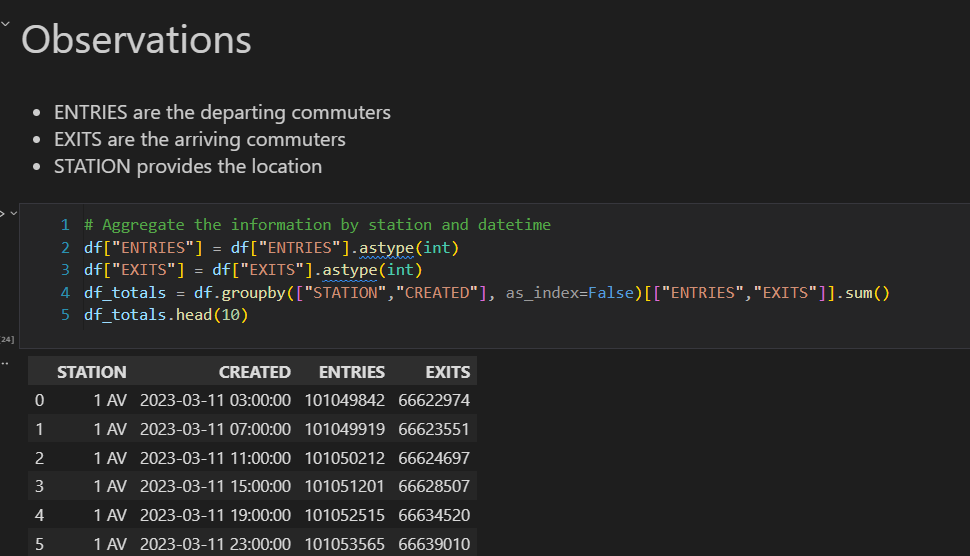 Observations
• ENTRIES are the departing commuters
• EXITS are the arriving commuters
• STATION provides the location
1 # Aggregate the information by station and datetime
2 df["ENTRIES"] = df["ENTRIES"].astype(int)
3 df["EXITS"] = df["EXITS"].astype(int)
4 df_totals = df.groupby(["STATION","CREATED"], as_index=False)[["ENTRIES","EXITS"]].sum()
5 df_totals.head(10)
24]
STATION CREATED ENTRIES EXITS
0 1 AV 2023-03-11 03:00:00 101049842 66622974
1 1 AV 2023-03-11 07:00:00 101049919 66623551
2 1 AV 2023-03-11 11:00:00 101050212 66624697
3 1 AV 2023-03-11 15:00:00 101051201 66628507
4 1 AV 2023-03-11 19:00:00 101052515 66634520
5 1 AV 2023-03-11 23:00:00 101053565 66639010